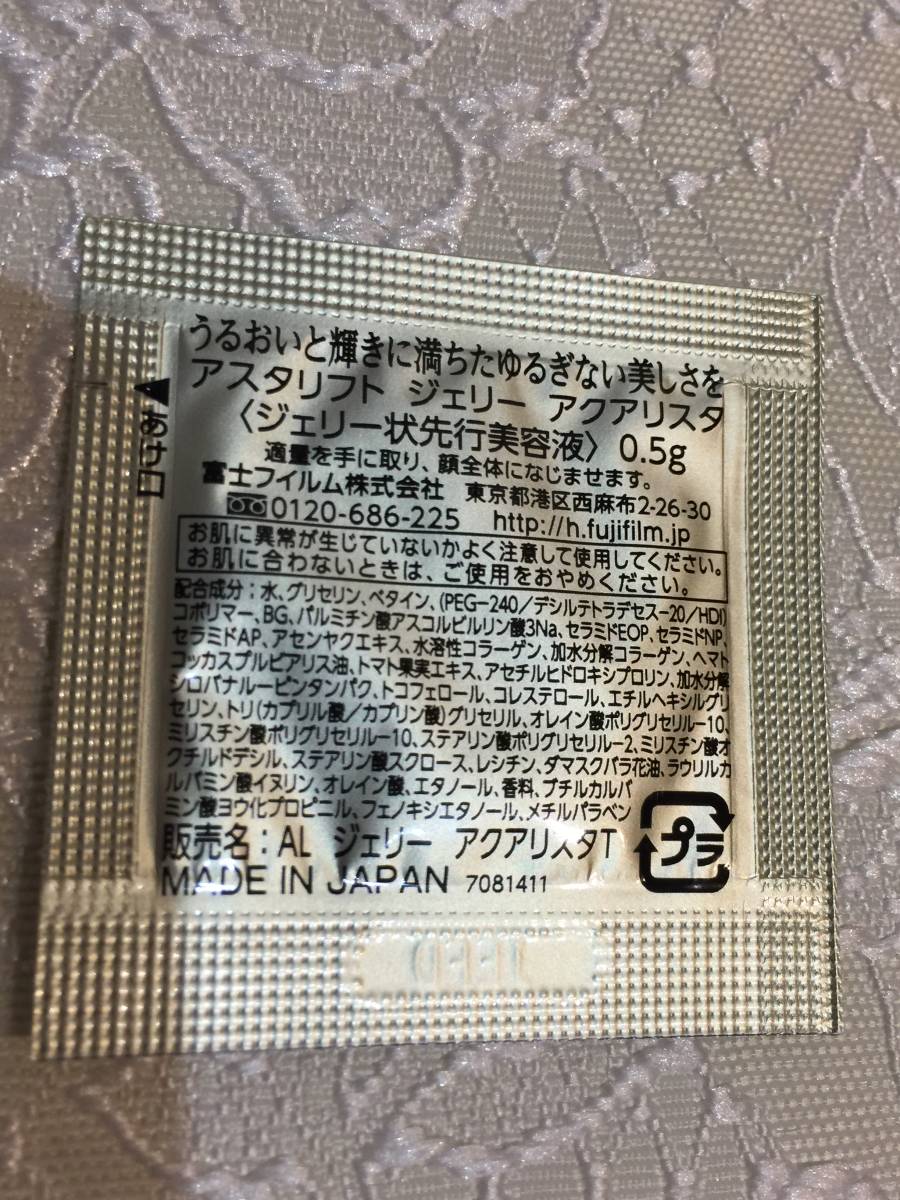 うるおいと輝きに満ちたゆるぎない美しさを
アスタリフト ジェリー アクアリスタ
〈ジェリー状先行美容液〉 0.5g
適量を手に取り、顔全体になじませます。
富士フイルム株式会社 東京都港区西麻布2-26-30
0120-686-225 http://h.fujifilm.jp
お肌に異常が生じていないかよく注意して使用してください。
お肌に合わないときは、ご使用をおやめください。
配合成分：水、グリセリン、ベタイン、(PEG-240/デシルテトラデセス-20/HDI)
コポリマー、BG、パルミチン酸アスコルビルリン酸3Na、セラミドEOP、セラミドNP、
セラミドAP、アセンヤクエキス、水溶性コラーゲン、加水分解コラーゲン、ヘマト
コッカスプルビアリス油、トマト果実エキス、アセチルヒドロキシプロリン、加水分解
シロバナルーピンタンパク、トコフェロール、コレステロール、エチルヘキシルグリ
セリン、トリ(カプリル酸/カプリン酸)グリセリル、オレイン酸ポリグリセリル-10、
ミリスチン酸ポリグリセリル-10、ステアリン酸ポリグリセリル-2、ミリスチン酸オ
クチルドデシル、ステアリン酸スクロース、レシチン、ダマスクバラ花油、ラウリルカ
ルバミン酸イヌリン、オレイン酸、エタノール、香料、ブチルカルバ
ミン酸ヨウ化プロピニル、フェノキシエタノール、メチルパラベン
販売名：AL ジェリー アクアリスタT
MADE IN JAPAN 7081411
プラ
あけ口